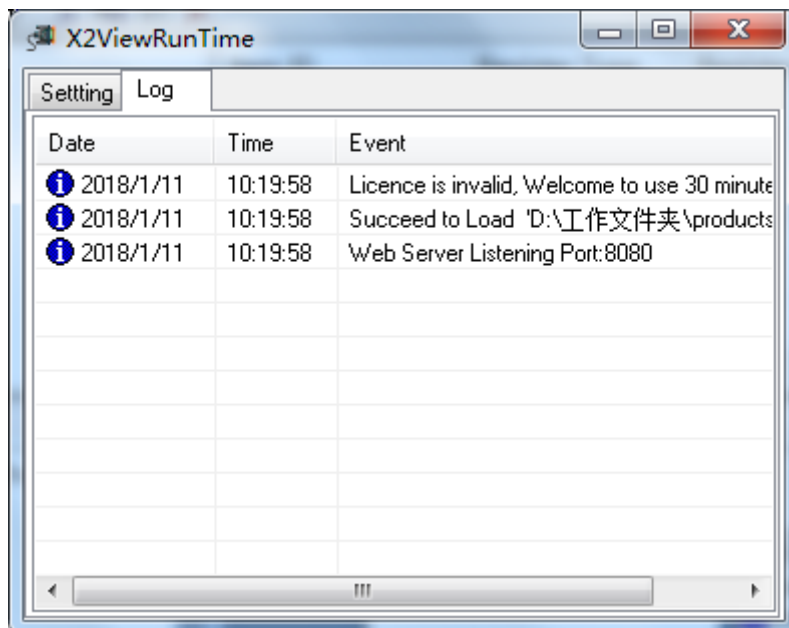 X2ViewRunTime
Settting Log
Date Time Event
2018/1/11 10:19:58 Licence is invalid, Welcome to use 30 minute
2018/1/11 10:19:58 Succeed to Load 'D:\工作文件夹\products
2018/1/11 10:19:58 Web Server Listening Port:8080